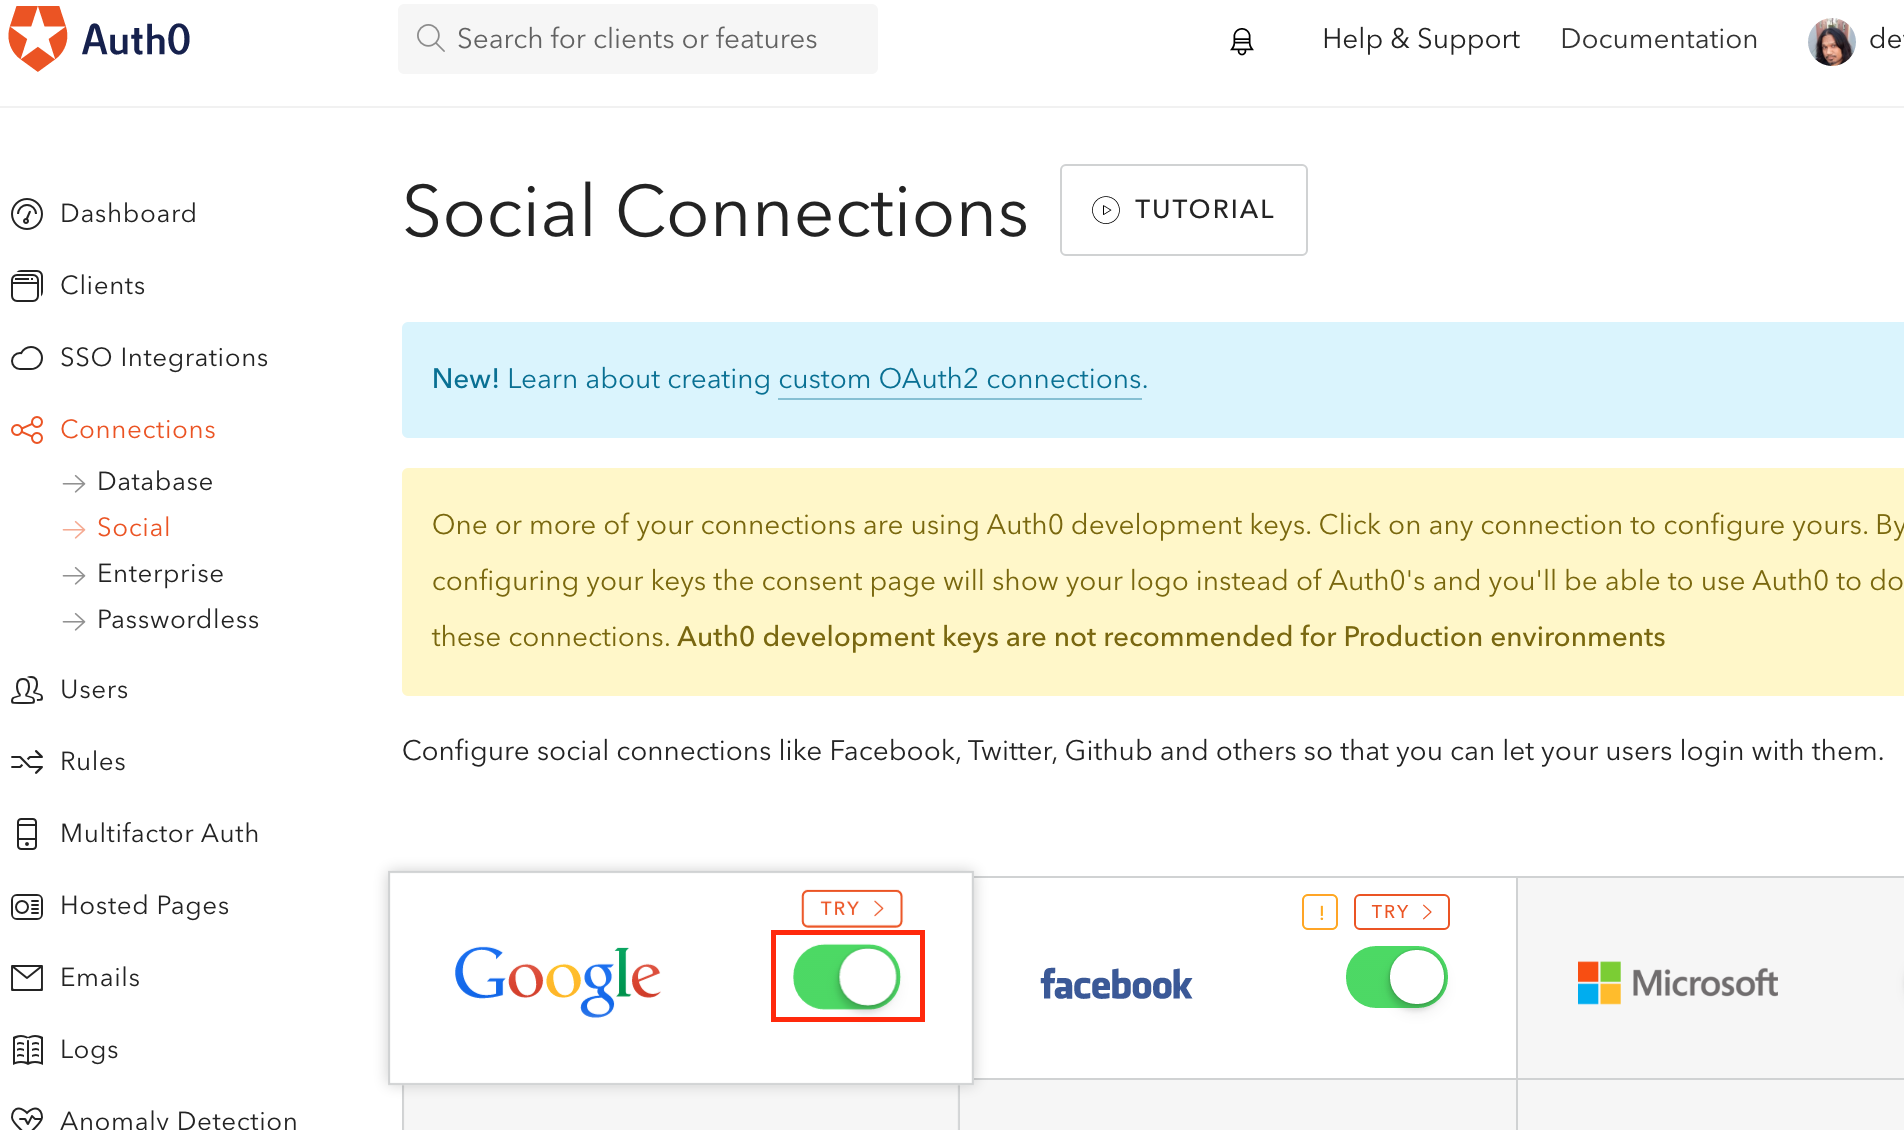 Auth0
Search for clients or features
Help & Support
Documentation
de
Dashboard
Clients
SSO Integrations
Connections
Database
Social
Enterprise
Passwordless
Users
Rules
Multifactor Auth
Hosted Pages
Emails
Logs
Anomaly Detection
Social Connections
TUTORIAL
New! Learn about creating custom OAuth2 connections.
One or more of your connections are using Auth0 development keys. Click on any connection to configure yours. By
configuring your keys the consent page will show your logo instead of Auth0's and you'll be able to use Auth0 to do
these connections. Auth0 development keys are not recommended for Production environments
Configure social connections like Facebook, Twitter, Github and others so that you can let your users login with them.
TRY
Google
!
TRY
facebook
Microsoft